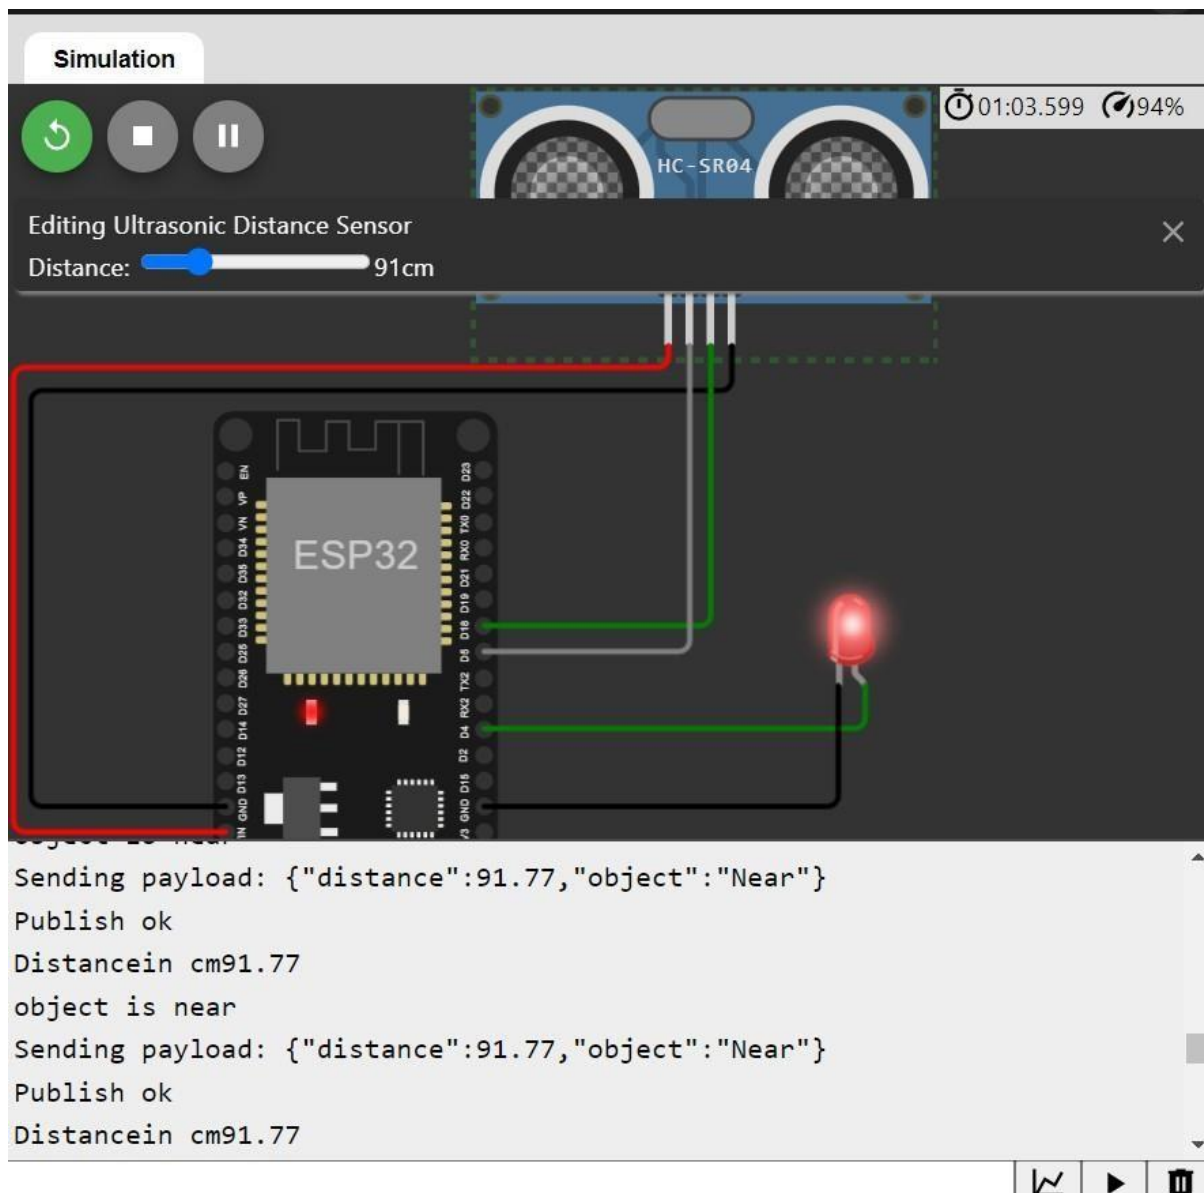 Simulation
01:03.599 94%
HC-SR04
Editing Ultrasonic Distance Sensor
Distance: 91cm
ESP32
EN
VP
VN
D34
D35
D32
D33
D25
D26
D27
D14
D12
D13
GND
D23
D22
TX0
RX0
D21
D19
D18
D5
TX2
RX2
D4
D2
D15
GND
object is near
Sending payload: {"distance":91.77,"object":"Near"}
Publish ok
Distancein cm91.77
object is near
Sending payload: {"distance":91.77,"object":"Near"}
Publish ok
Distancein cm91.77